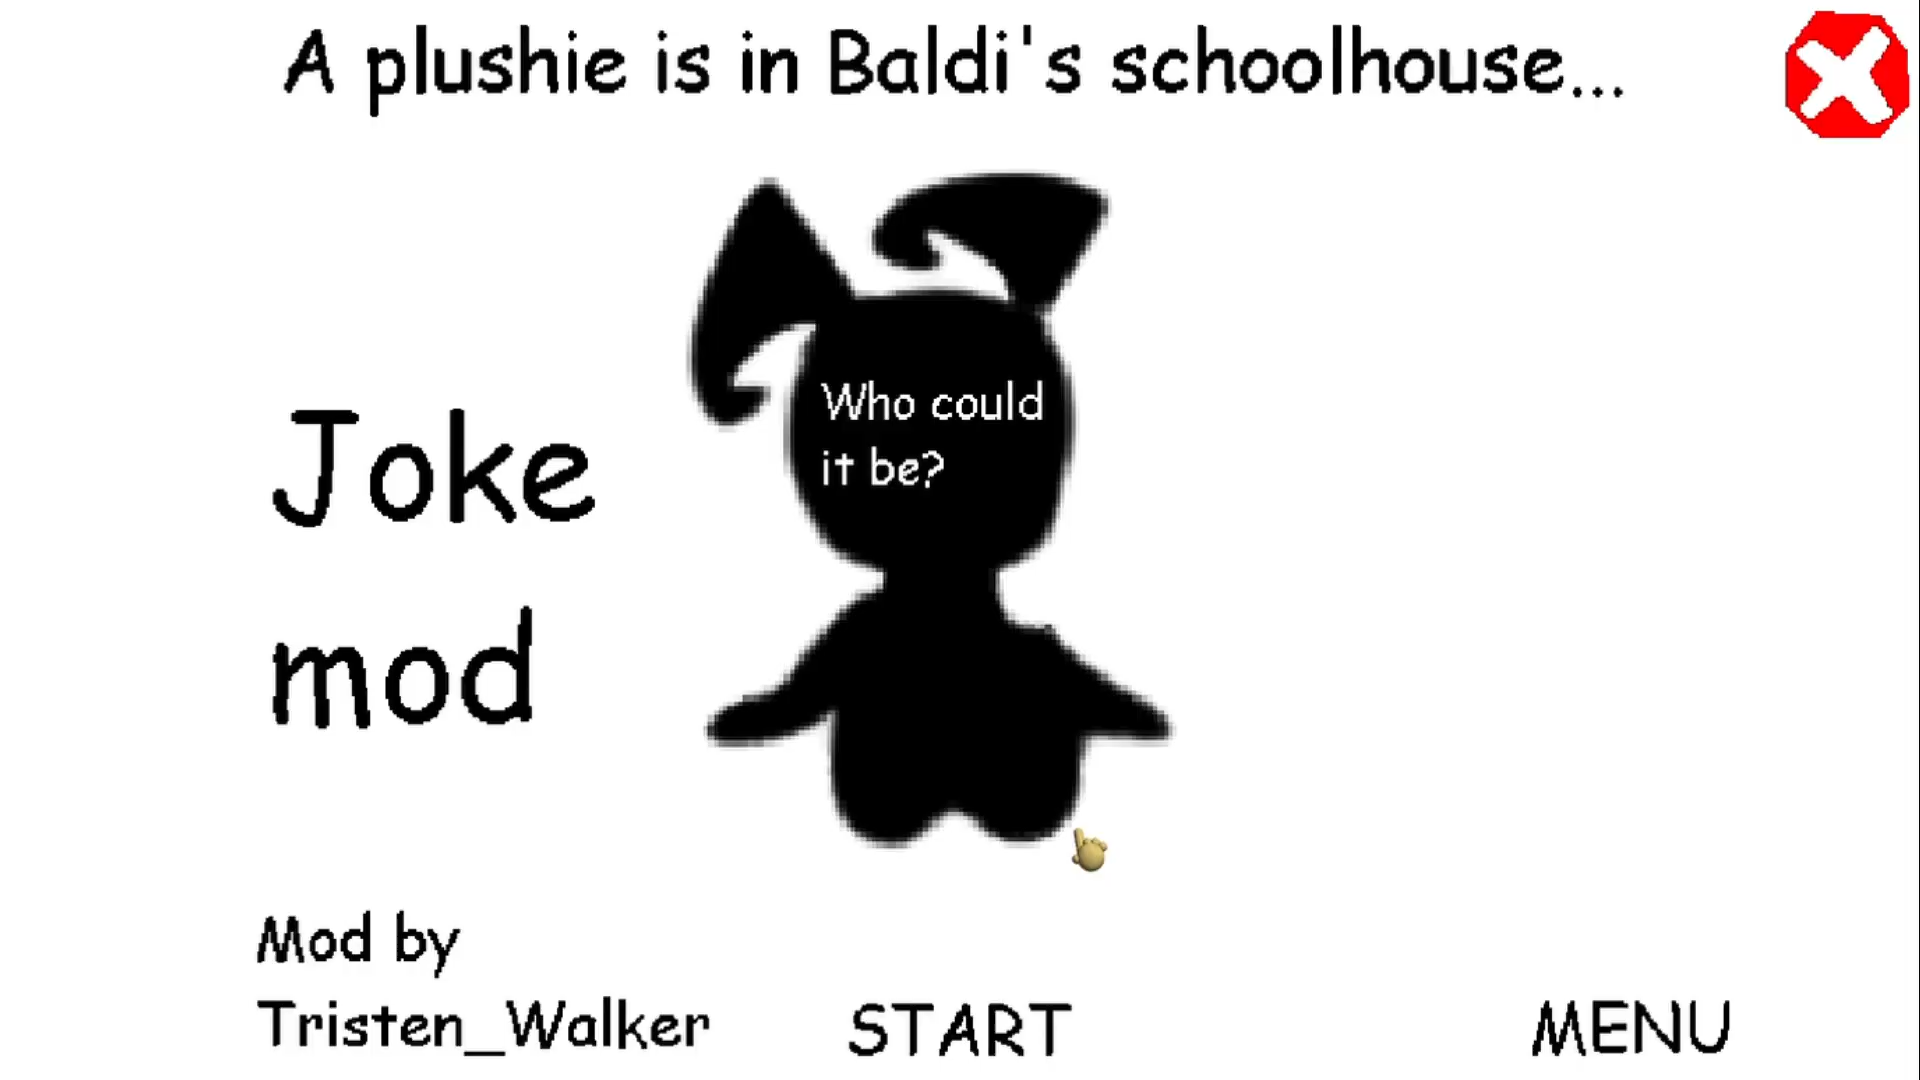 A plushie is in Baldi's schoolhouse...
Who could
it be?
Joke
mod
Mod by
Tristen_Walker
START
MENU